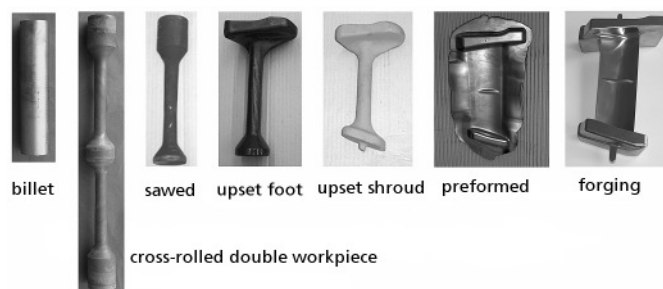 billet
sawed
upset foot
upset shroud
preformed
forging
cross-rolled double workpiece